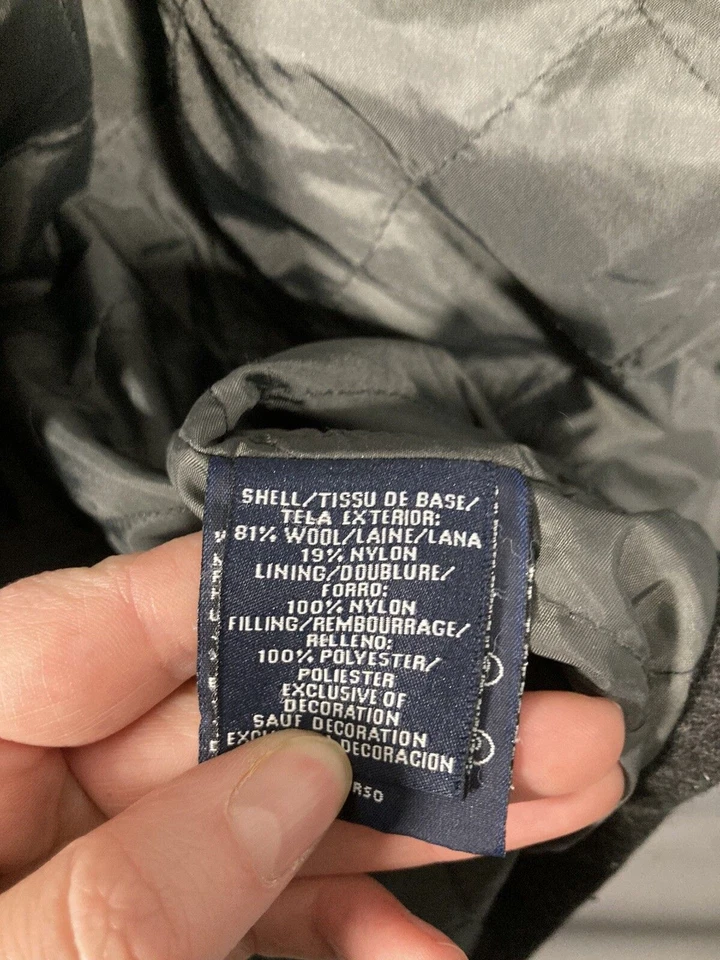 SHELL/TISSU DE BASE/
TELA EXTERIOR:
81% WOOL/LAINE/LANA
19% NYLON
LINING/DOUBLURE/
FORRO:
100% NYLON
FILLING/REMBOURRAGE/
RELLENO:
100% POLYESTER/
POLIESTER
EXCLUSIVE OF
DECORATION
SAUF DECORATION
DECORACION